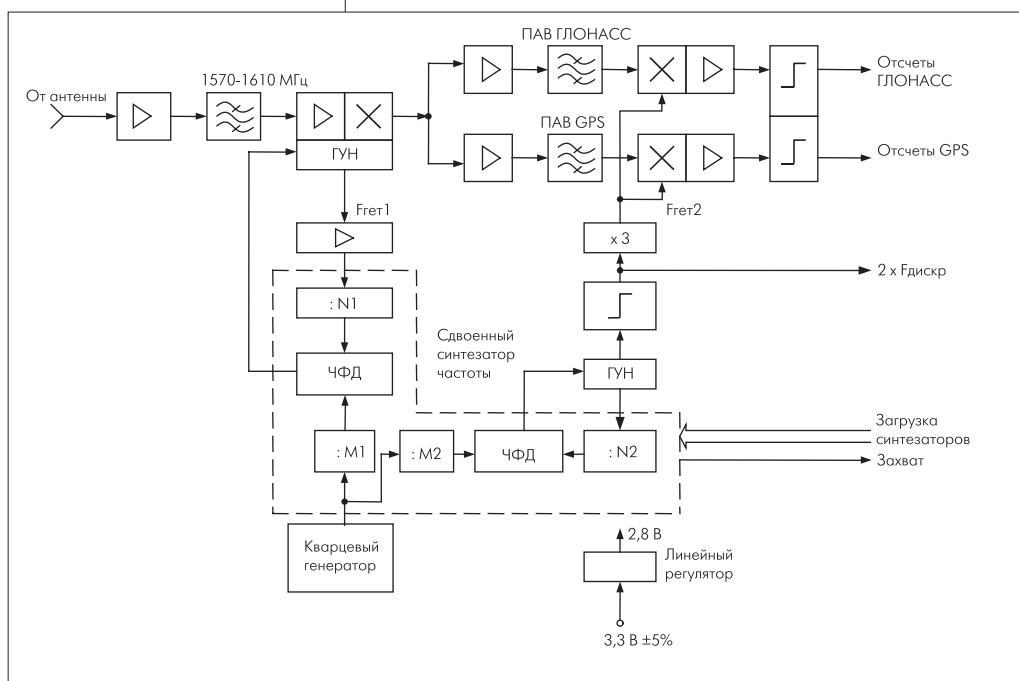 ПАВ ГЛОНАСС
1570-1610 МГц
От антенны
Отсчеты
ГЛОНАСС
ПАВ GPS
ГУН
Отсчеты GPS
Fгет1
Fгет2
х 3
2 х Fдискр
: N1
Сдвоенный
синтезатор
частоты
ЧФД
ГУН
Загрузка
синтезаторов
: M1
: M2
ЧФД
: N2
Захват
Кварцевый
генератор
2,8 В
Линейный
регулятор
3,3 В ±5%